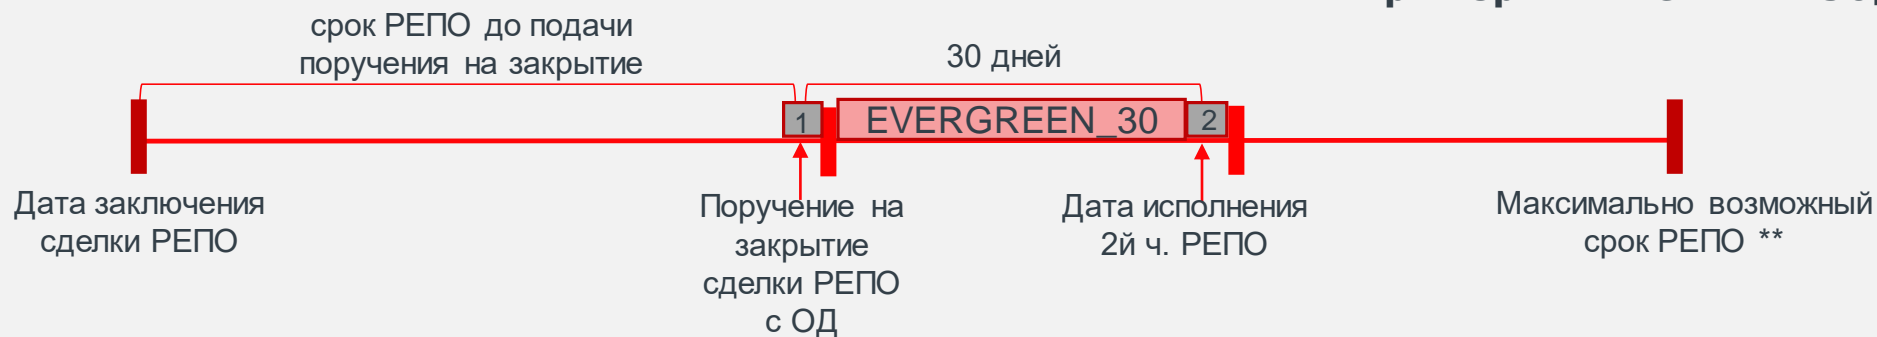 срок РЕПО до подачи
поручения на закрытие
30 дней
1
EVERGREEN_30
2
Дата заключения
сделки РЕПО
Поручение на
закрытие
сделки РЕПО
с ОД
Дата исполнения
2й ч. РЕПО
Максимально возможный
срок РЕПО **